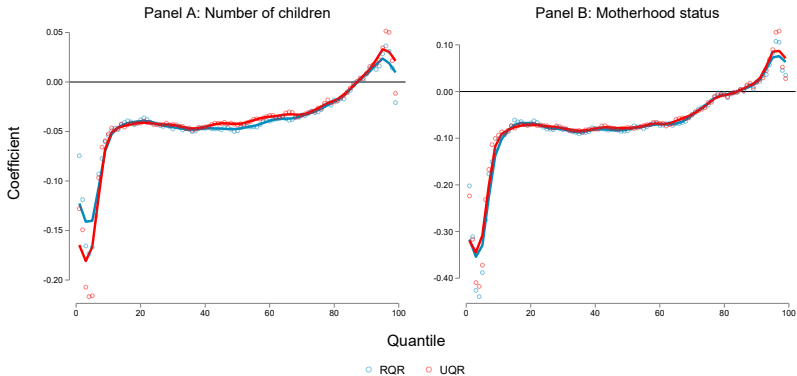 Panel A: Number of children
Panel B: Motherhood status
Coefficient
0.05
0.00
-0.05
-0.10
-0.15
-0.20
0 20 40 60 80 100
0.10
0.00
-0.10
-0.20
-0.30
-0.40
0 20 40 60 80 100
Quantile
RQR UQR